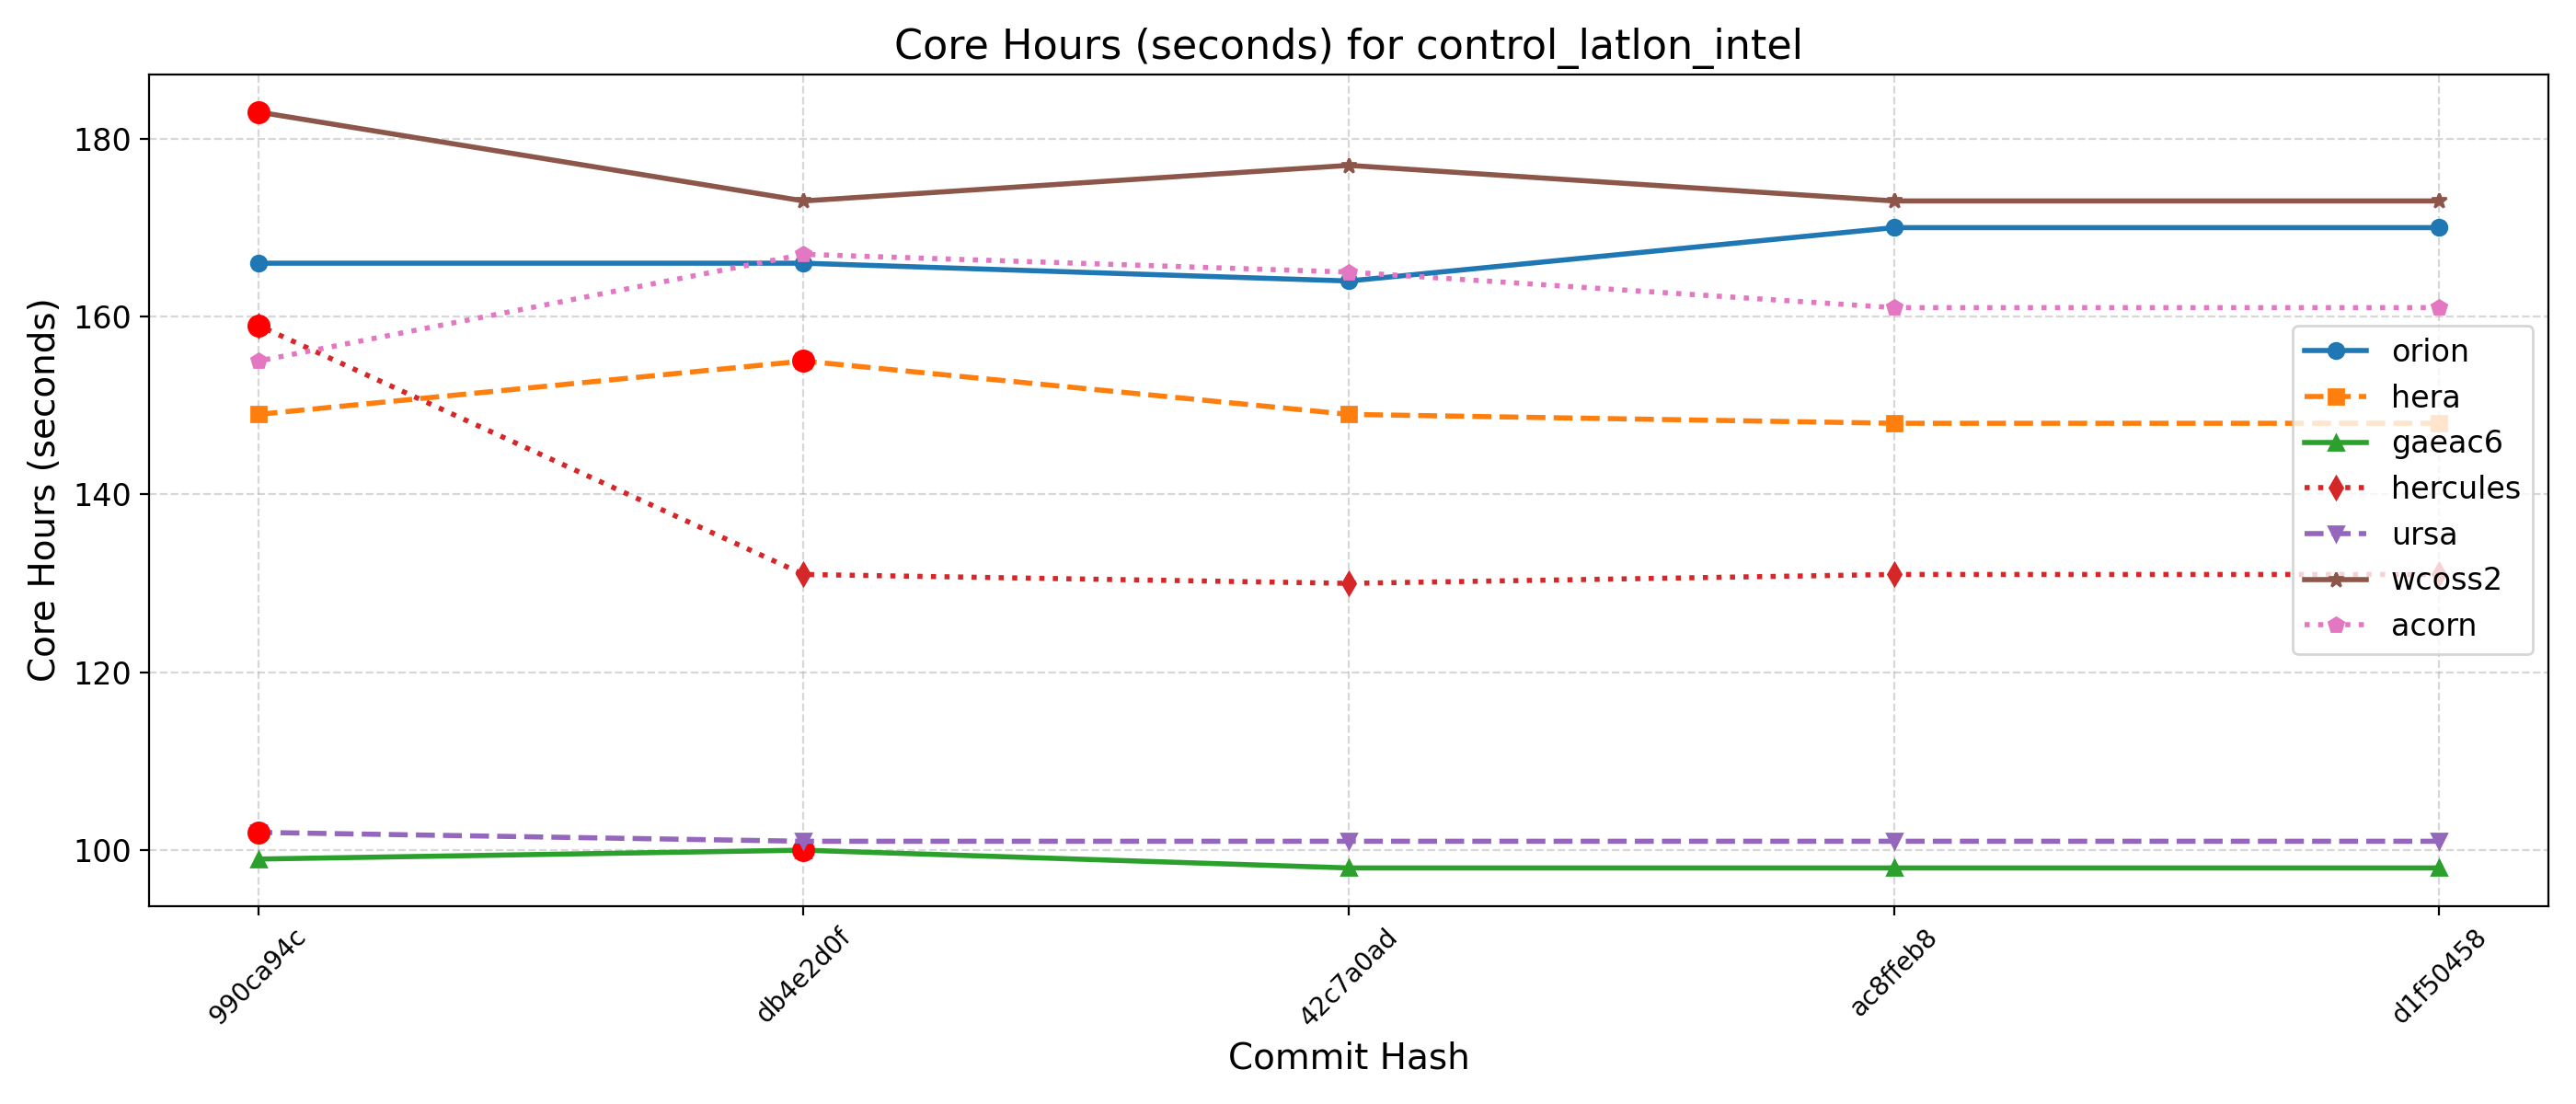 Core Hours (seconds) for control_latlon_intel
Core Hours (seconds)
180
160
140
120
100
orion
hera
gaeac6
hercules
ursa
wcoss2
acorn
990ca94c
db4e2d0f
42c7a0ad
ac8ffeb8
d1f50458
Commit Hash